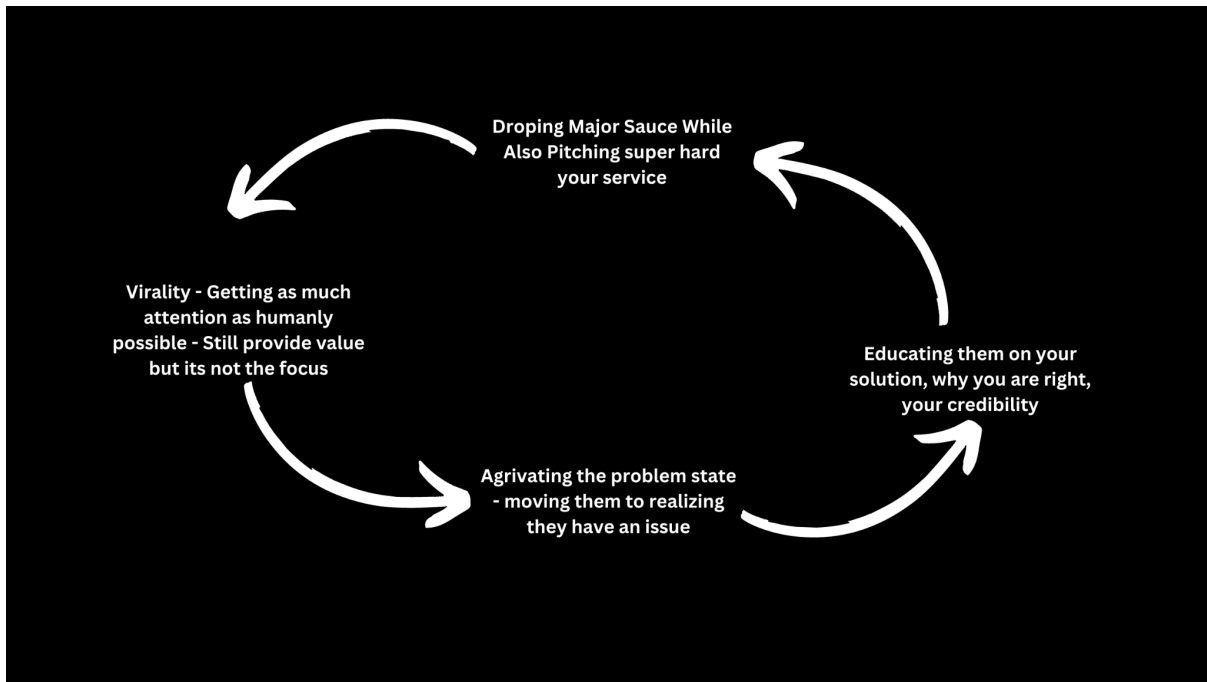 Droping Major Sauce While
Also Pitching super hard
your service
Virality - Getting as much
attention as humanly
possible - Still provide value
but its not the focus
Educating them on your
solution, why you are right,
your credibility
Agrivating the problem state
- moving them to realizing
they have an issue